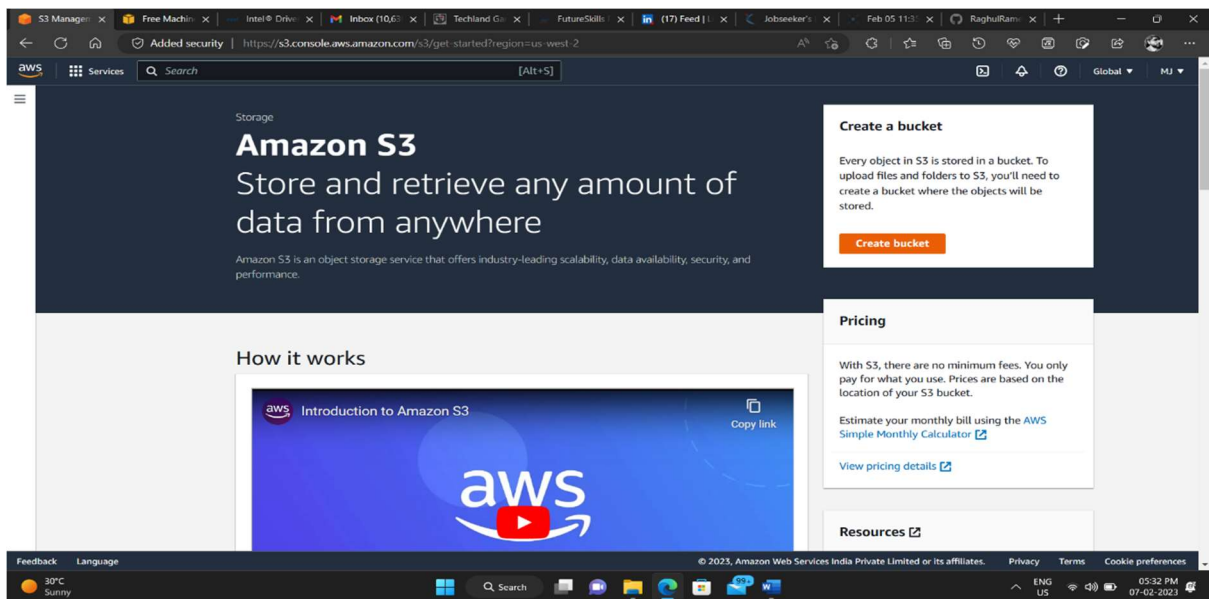 S3 Managem
Free Machin
Intel® Drive
Inbox (10,63
Techland Ga
FutureSkills
(17) Feed | L
Jobseeker's
Feb 05 11:3
RaghulRam
Added security
https://s3.console.aws.amazon.com/s3/get-started?region=us-west-2
aws
Services
Search
[Alt+S]
Global
MJ
Storage
Amazon S3
Store and retrieve any amount of
data from anywhere
Amazon S3 is an object storage service that offers industry-leading scalability, data availability, security, and
performance.
Create a bucket
Every object in S3 is stored in a bucket. To
upload files and folders to S3, you'll need to
create a bucket where the objects will be
stored.
Create bucket
Pricing
With S3, there are no minimum fees. You only
pay for what you use. Prices are based on the
location of your S3 bucket.
Estimate your monthly bill using the AWS
Simple Monthly Calculator
View pricing details
Resources
How it works
aws
Introduction to Amazon S3
Copy link
aws
Feedback
Language
© 2023, Amazon Web Services India Private Limited or its affiliates.
Privacy
Terms
Cookie preferences
30°C
Sunny
Search
99+
ENG
US
05:32 PM
07-02-2023